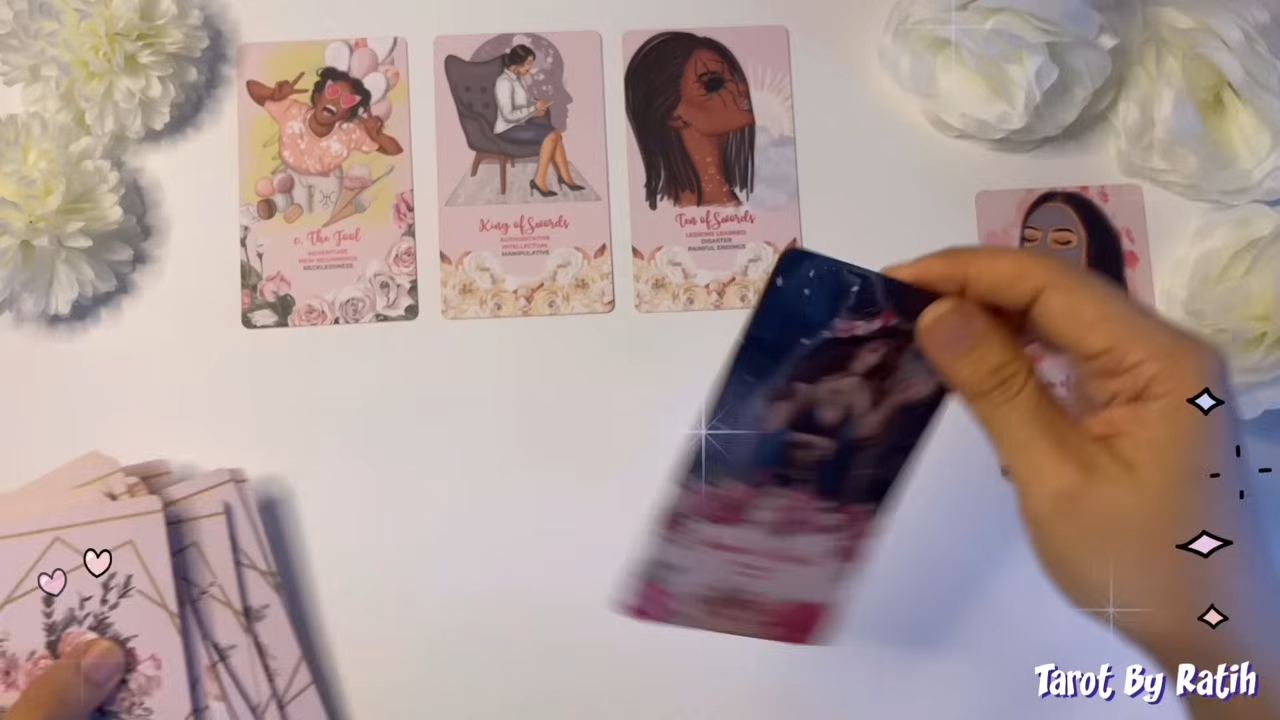 0. The Fool
ADVENTURE
NEW BEGINNINGS
RECKLESSNESS
King of Swords
AUTHORITATIVE
INTELLECTUAL
MANIPULATIVE
Ten of Swords
LESSONS LEARNED
DISASTER
PAINFUL ENDINGS
Tarot By Ratih